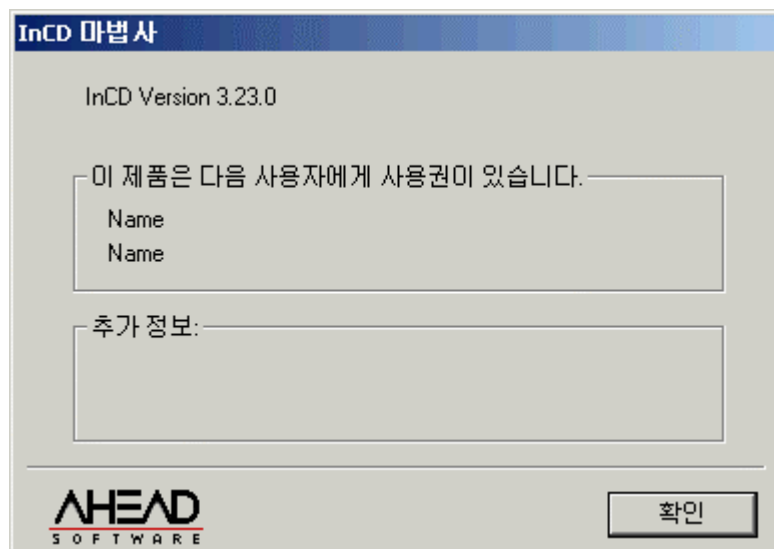 InCD 마법사
InCD Version 3.23.0
이 제품은 다음 사용자에게 사용권이 있습니다.
Name
Name
추가 정보:
AHEAD
SOFTWARE
확인